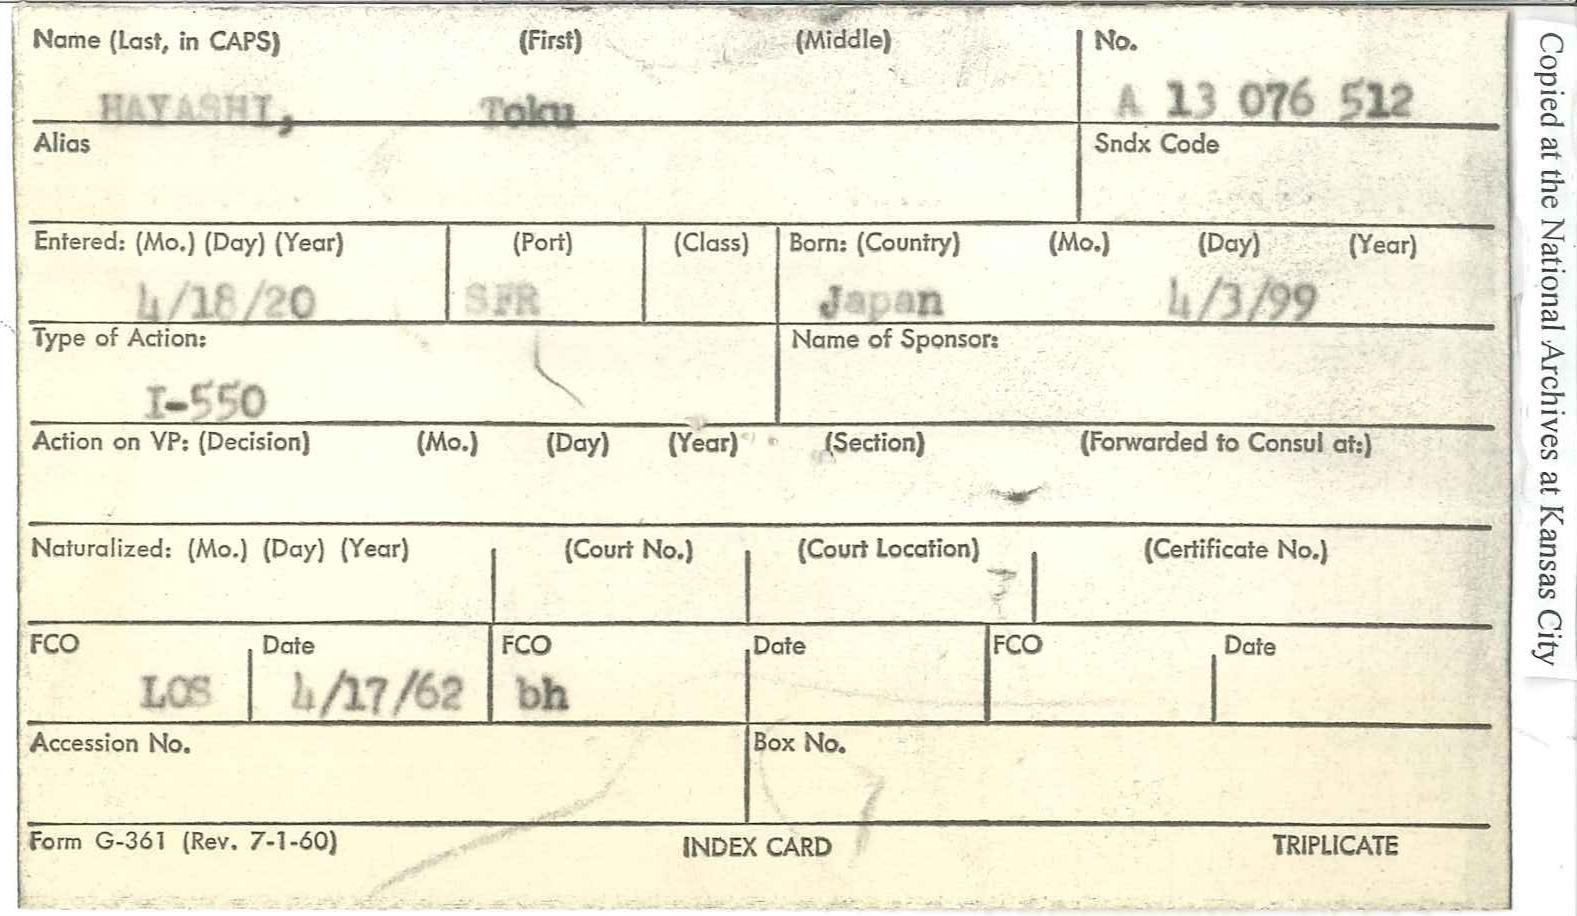 Name (Last, in CAPS) (First) (Middle) No.
HAYASHI, Toku A 13 076 512
Alias Sndx Code
Entered: (Mo.) (Day) (Year) (Port) (Class) Born: (Country) (Mo.) (Day) (Year)
4/18/20 SFR Japan 4/3/99
Type of Action: Name of Sponsor:
I-550
Action on VP: (Decision) (Mo.) (Day) (Year) (Section) (Forwarded to Consul at:)
Naturalized: (Mo.) (Day) (Year) (Court No.) (Court Location) (Certificate No.)
FCO Date FCO Date FCO Date
LOS 4/17/62 bh
Accession No. Box No.
Form G-361 (Rev. 7-1-60) INDEX CARD TRIPLICATE
Copied at the National Archives at Kansas City